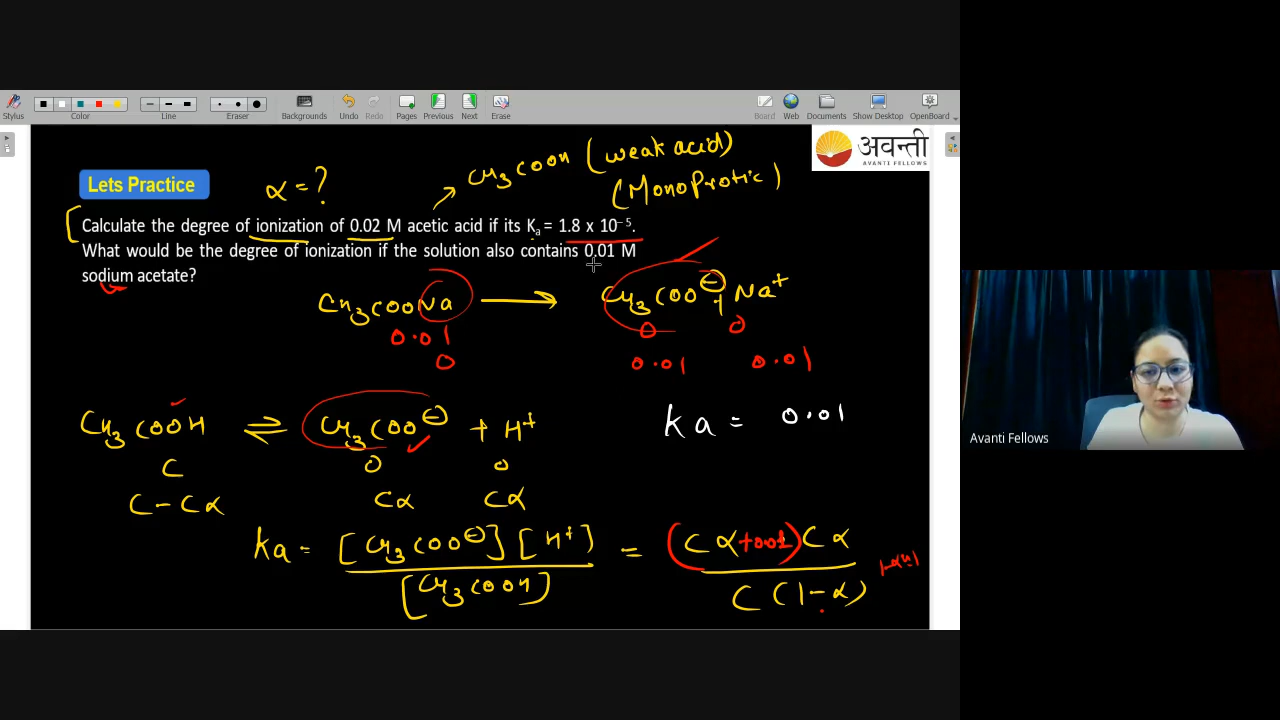 Stylus
Color
Line
Eraser
Backgrounds
Undo
Redo
Pages
Previous
Next
Erase
Board
Web
Documents
Show Desktop
OpenBoard
अवन्ती
AVANTI FELLOWS
Lets Practice
α = ?
CH3COOH (weak acid)
(MonoProtic)
Calculate the degree of ionization of 0.02 M acetic acid if its Ka = 1.8 x 10⁻⁵.
What would be the degree of ionization if the solution also contains 0.01 M
sodium acetate?
CH3COONa ⟶ CH3COO⊖ + Na+
0.01 0 0
0 0.01 0.01
CH3COOH ⇌ CH3COO⊖ + H+
C 0 0
C - Cα Cα Cα
Ka = 0.01
Ka = [CH3COO⊖] [H+] / [CH3COOH] = (Cα+0.01) Cα / C(1-α)
Avanti Fellows